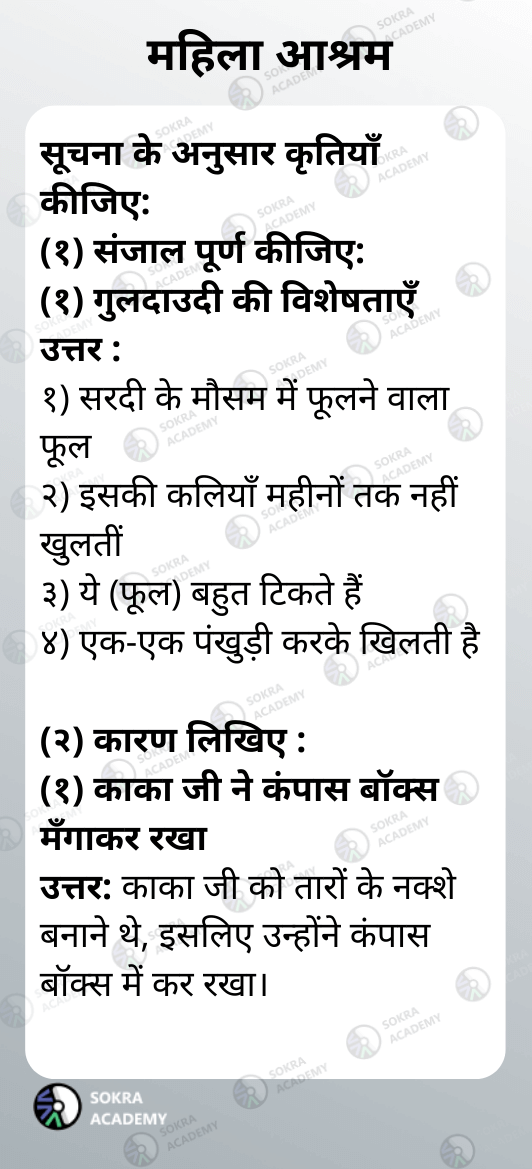 महिला आश्रम
सूचना के अनुसार कृतियाँ
कीजिए:
(१) संजाल पूर्ण कीजिए:
(१) गुलदाउदी की विशेषताएँ
उत्तर :
१) सरदी के मौसम में फूलने वाला
फूल
२) इसकी कलियाँ महीनों तक नहीं
खुलतीं
३) ये (फूल) बहुत टिकते हैं
४) एक-एक पंखुड़ी करके खिलती है
(२) कारण लिखिए :
(१) काका जी ने कंपास बॉक्स
मँगाकर रखा
उत्तर: काका जी को तारों के नक्शे
बनाने थे, इसलिए उन्होंने कंपास
बॉक्स में कर रखा।
SOKRA
ACADEMY